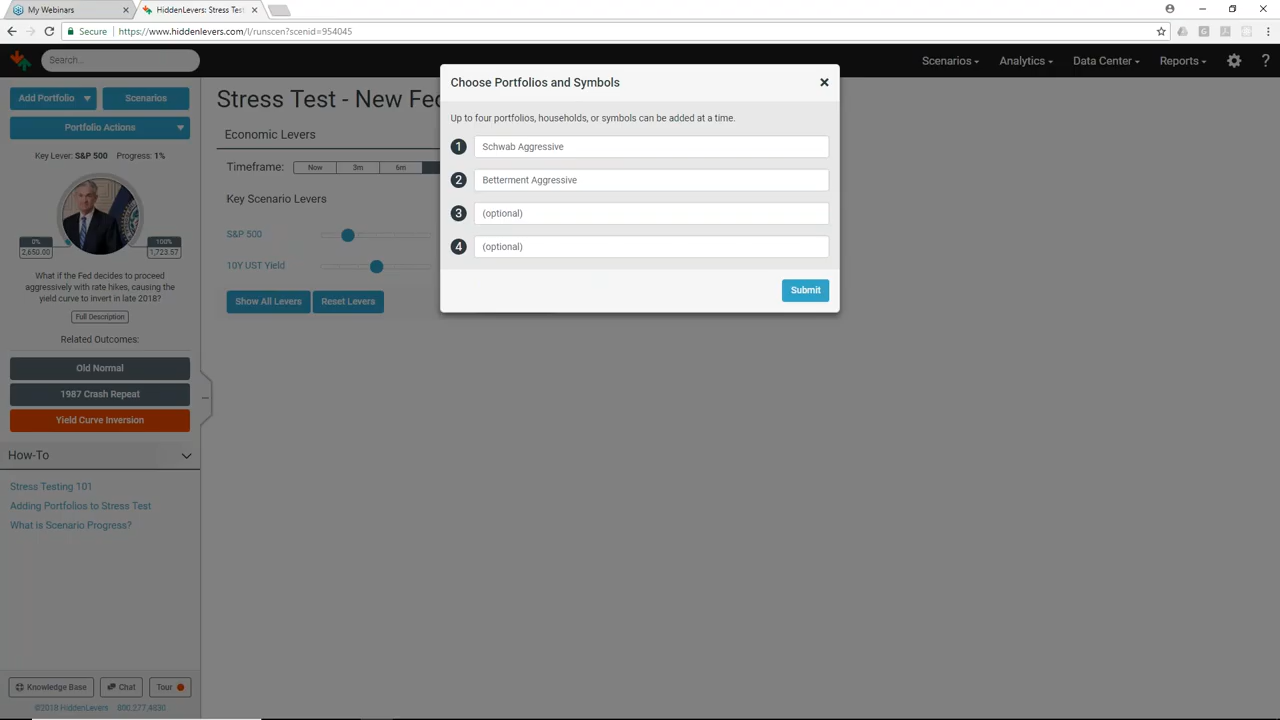 My Webinars
HiddenLevers: Stress Tes
Secure
https://www.hiddenlevers.com/l/runscen?scenid=954045
Search...
Scenarios
Analytics
Data Center
Reports
?
Add Portfolio
Scenarios
Portfolio Actions
Key Lever: S&P 500 Progress: 1%
0%
2,650.00
100%
1,723.57
What if the Fed decides to proceed
aggressively with rate hikes, causing the
yield curve to invert in late 2018?
Full Description
Related Outcomes:
Old Normal
1987 Crash Repeat
Yield Curve Inversion
How-To
Stress Testing 101
Adding Portfolios to Stress Test
What is Scenario Progress?
Knowledge Base
Chat
Tour
©2018 HiddenLevers 800.277.4830.
Stress Test - New Fed
Economic Levers
Timeframe:
Now
3m
6m
Key Scenario Levers
S&P 500
10Y UST Yield
Show All Levers
Reset Levers
Choose Portfolios and Symbols
Up to four portfolios, households, or symbols can be added at a time.
1 Schwab Aggressive
2 Betterment Aggressive
3 (optional)
4 (optional)
Submit